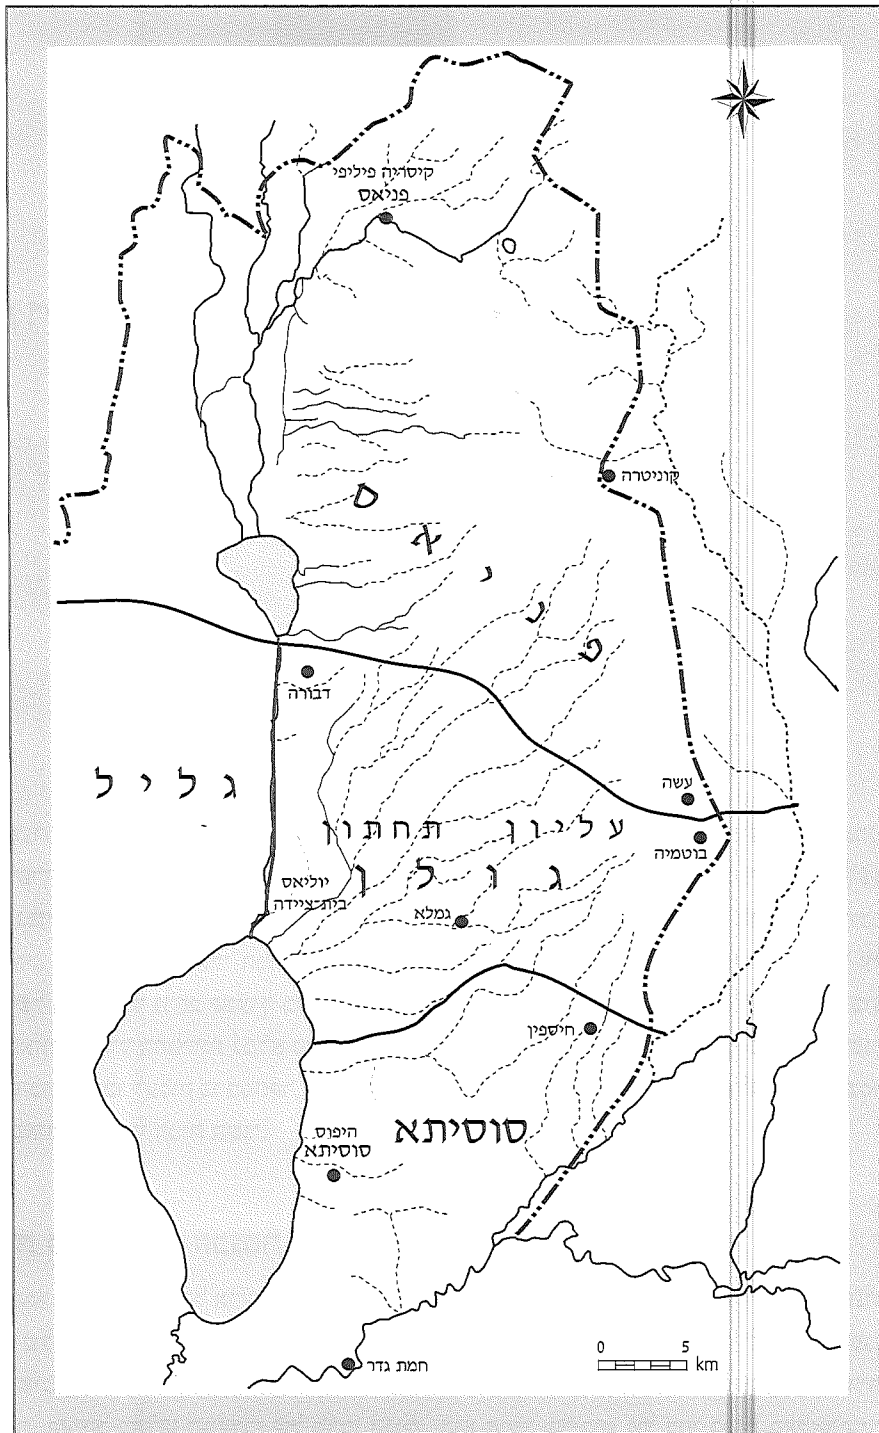 קיסריה פיליפי
פניאס
קוניטרה
פניאס
דבורה
גליל
עשה
עליון תחתון
בוטמיה
גולן
יוליאס
בית־ציידה
גמלא
חיספין
סוסיתא
היפוס
סוסיתא
חמת גדר
0 5
km